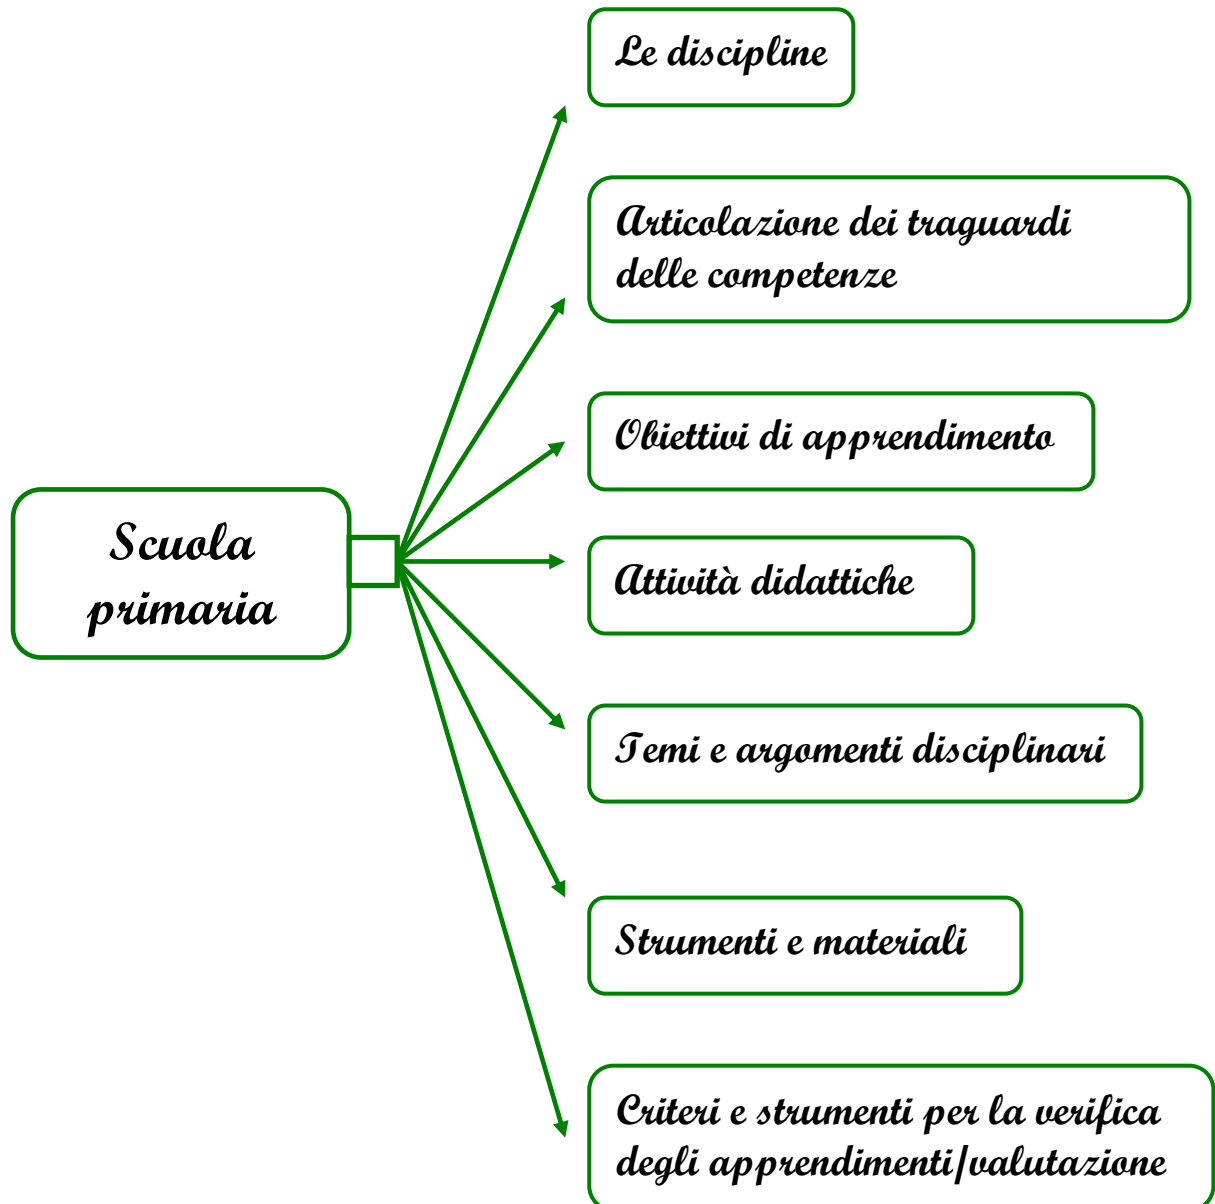 Le discipline
Articolazione dei traguardi
delle competenze
Obiettivi di apprendimento
Scuola
primaria
Attività didattiche
Temi e argomenti disciplinari
Strumenti e materiali
Criteri e strumenti per la verifica
degli apprendimenti/valutazione